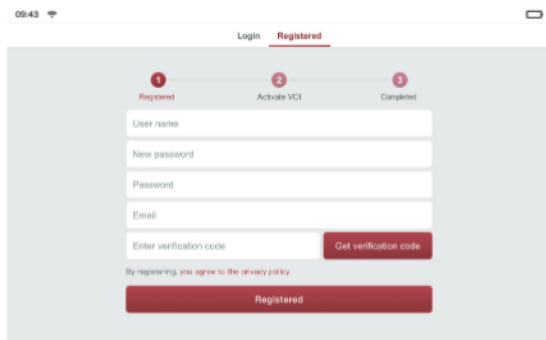 09:43
Login Registered
1 2 3
Registered Activate VCI Completed
User name
New password
Password
Email
Enter verification code Get verification code
By registering, you agree to the privacy policy
Registered